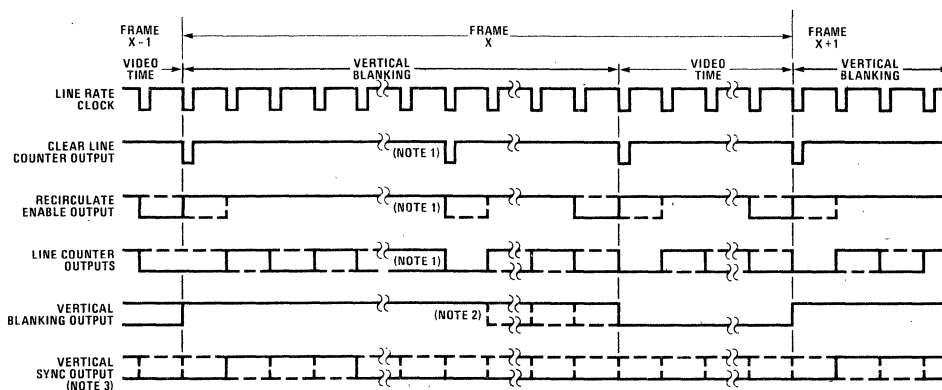 FRAME
X-1
FRAME
X
FRAME
X+1
VIDEO
TIME
VERTICAL
BLANKING
VIDEO
TIME
VERTICAL
BLANKING
LINE RATE
CLOCK
CLEAR LINE
COUNTER OUTPUT
(NOTE 1)
RECIRCULATE
ENABLE OUTPUT
(NOTE 1)
LINE COUNTER
OUTPUTS
(NOTE 1)
VERTICAL
BLANKING OUTPUT
(NOTE 2)
VERTICAL
SYNC OUTPUT
(NOTE 3)